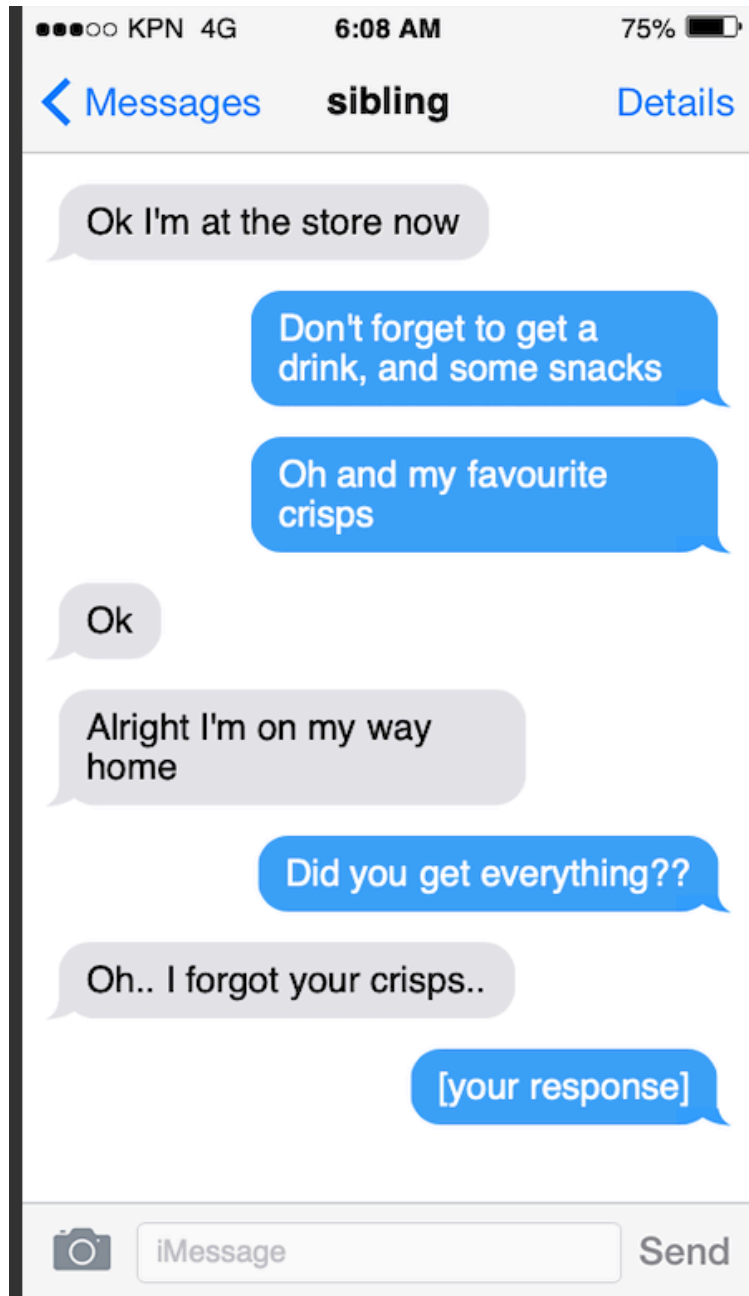 KPN 4G 6:08 AM 75%
Messages sibling Details
Ok I'm at the store now
Don't forget to get a
drink, and some snacks
Oh and my favourite
crisps
Ok
Alright I'm on my way
home
Did you get everything??
Oh.. I forgot your crisps..
[your response]
iMessage Send